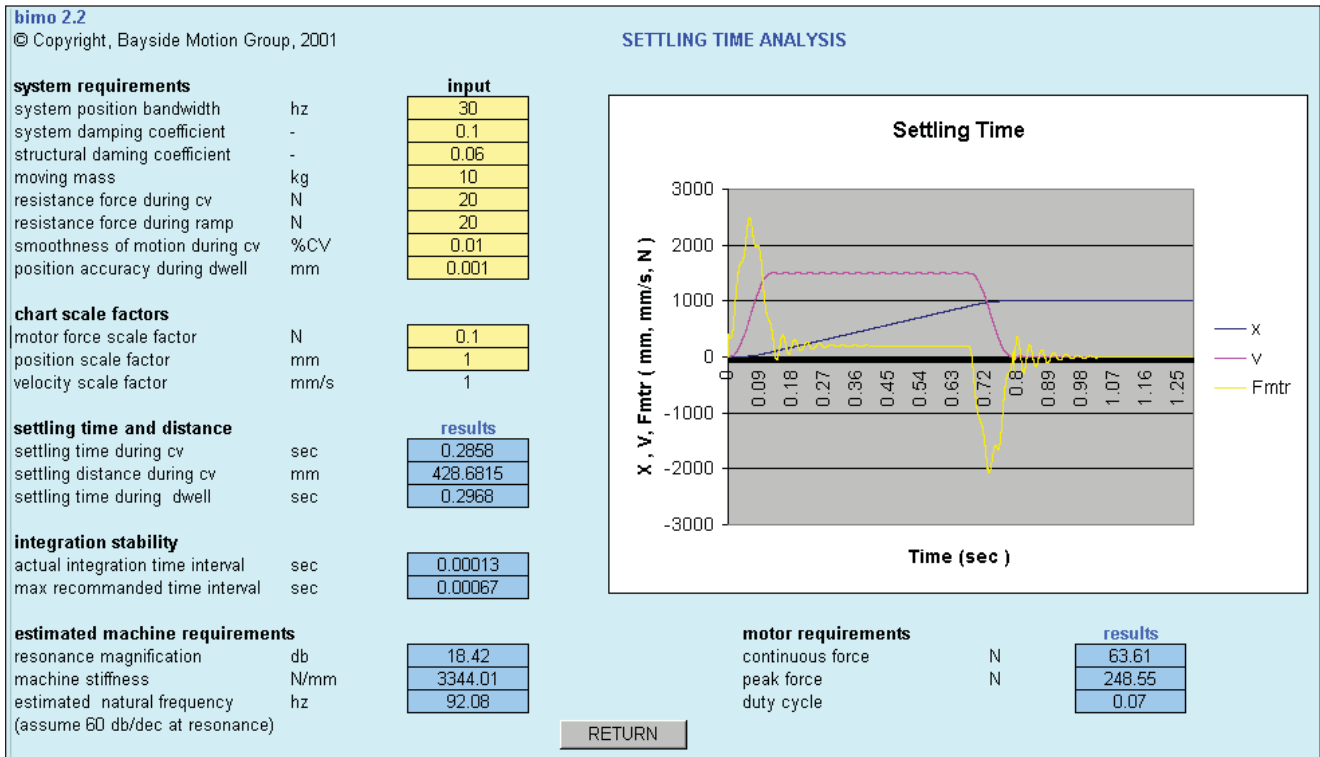 bimo 2.2
© Copyright, Bayside Motion Group, 2001
SETTLING TIME ANALYSIS
system requirements input
system position bandwidth hz 30
system damping coefficient - 0.1
structural daming coefficient - 0.06
moving mass kg 10
resistance force during cv N 20
resistance force during ramp N 20
smoothness of motion during cv %CV 0.01
position accuracy during dwell mm 0.001
chart scale factors
motor force scale factor N 0.1
position scale factor mm 1
velocity scale factor mm/s 1
settling time and distance results
settling time during cv sec 0.2858
settling distance during cv mm 428.6815
settling time during dwell sec 0.2968
integration stability
actual integration time interval sec 0.00013
max recommanded time interval sec 0.00067
estimated machine requirements
resonance magnification db 18.42
machine stiffness N/mm 3344.01
estimated natural frequency hz 92.08
(assume 60 db/dec at resonance)
RETURN
Settling Time
X , V, Fmtr ( mm, mm/s, N )
3000
2000
1000
0
-1000
-2000
-3000
0 0.09 0.18 0.27 0.36 0.45 0.54 0.63 0.72 0.8 0.89 0.98 1.07 1.16 1.25
Time (sec )
X
V
Fmtr
motor requirements results
continuous force N 63.61
peak force N 248.55
duty cycle 0.07